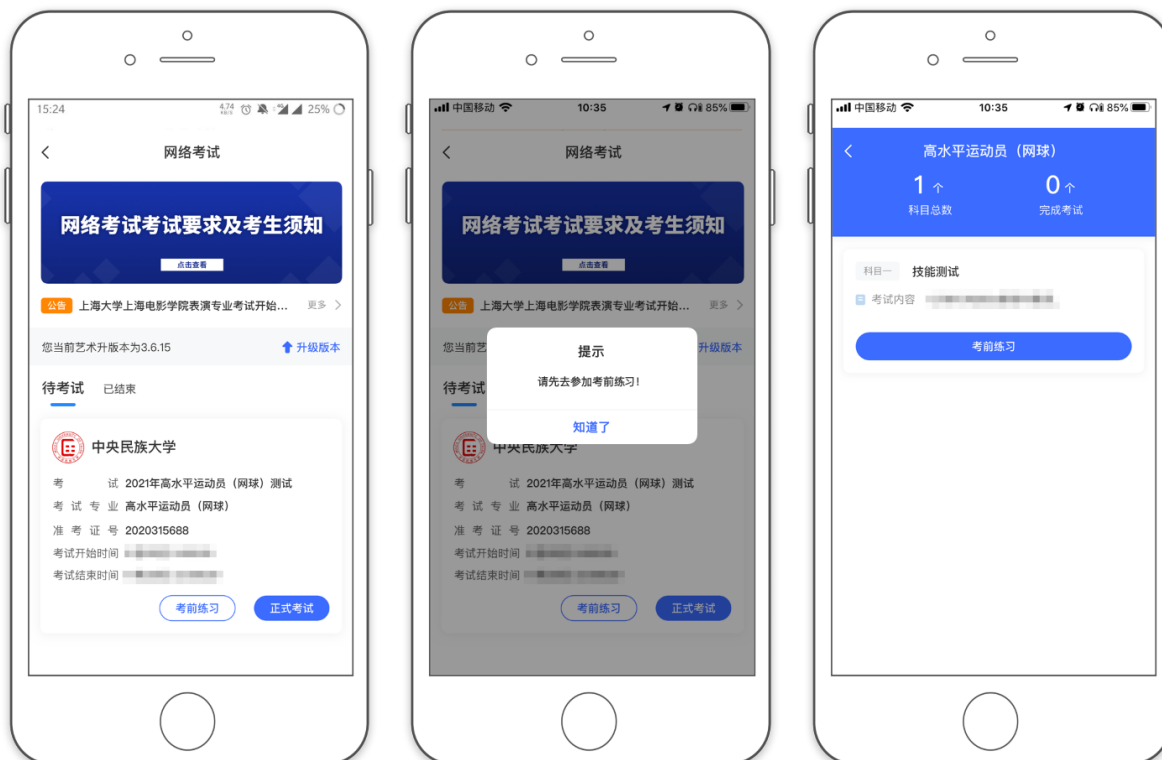 15:24
4.74
KB/S
4G
25%
网络考试
网络考试考试要求及考生须知
点击查看
公告 上海大学上海电影学院表演专业考试开始... 更多
您当前艺术升版本为3.6.15 升级版本
待考试 已结束
中央民族大学
考试 2021年高水平运动员（网球）测试
考试专业 高水平运动员（网球）
准考证号 2020315688
考试开始时间
考试结束时间
考前练习 正式考试
中国移动 10:35 85%
网络考试
网络考试考试要求及考生须知
点击查看
公告 上海大学上海电影学院表演专业考试开始... 更多
您当前艺 升级版本
提示
请先去参加考前练习！
知道了
待考试
中央民族大学
考试 2021年高水平运动员（网球）测试
考试专业 高水平运动员（网球）
准考证号 2020315688
考试开始时间
考试结束时间
考前练习 正式考试
中国移动 10:35 85%
高水平运动员（网球）
1个 0个
科目总数 完成考试
科目一 技能测试
考试内容
考前练习